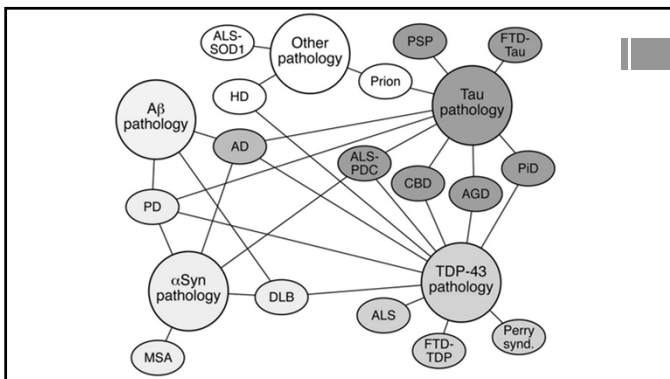 ALS-
SOD1
Other
pathology
PSP
FTD-
Tau
HD
Prion
Tau
pathology
Aβ
pathology
AD
ALS-
PDC
CBD
AGD
PiD
PD
αSyn
pathology
DLB
TDP-43
pathology
ALS
FTD-
TDP
Perry
synd.
MSA